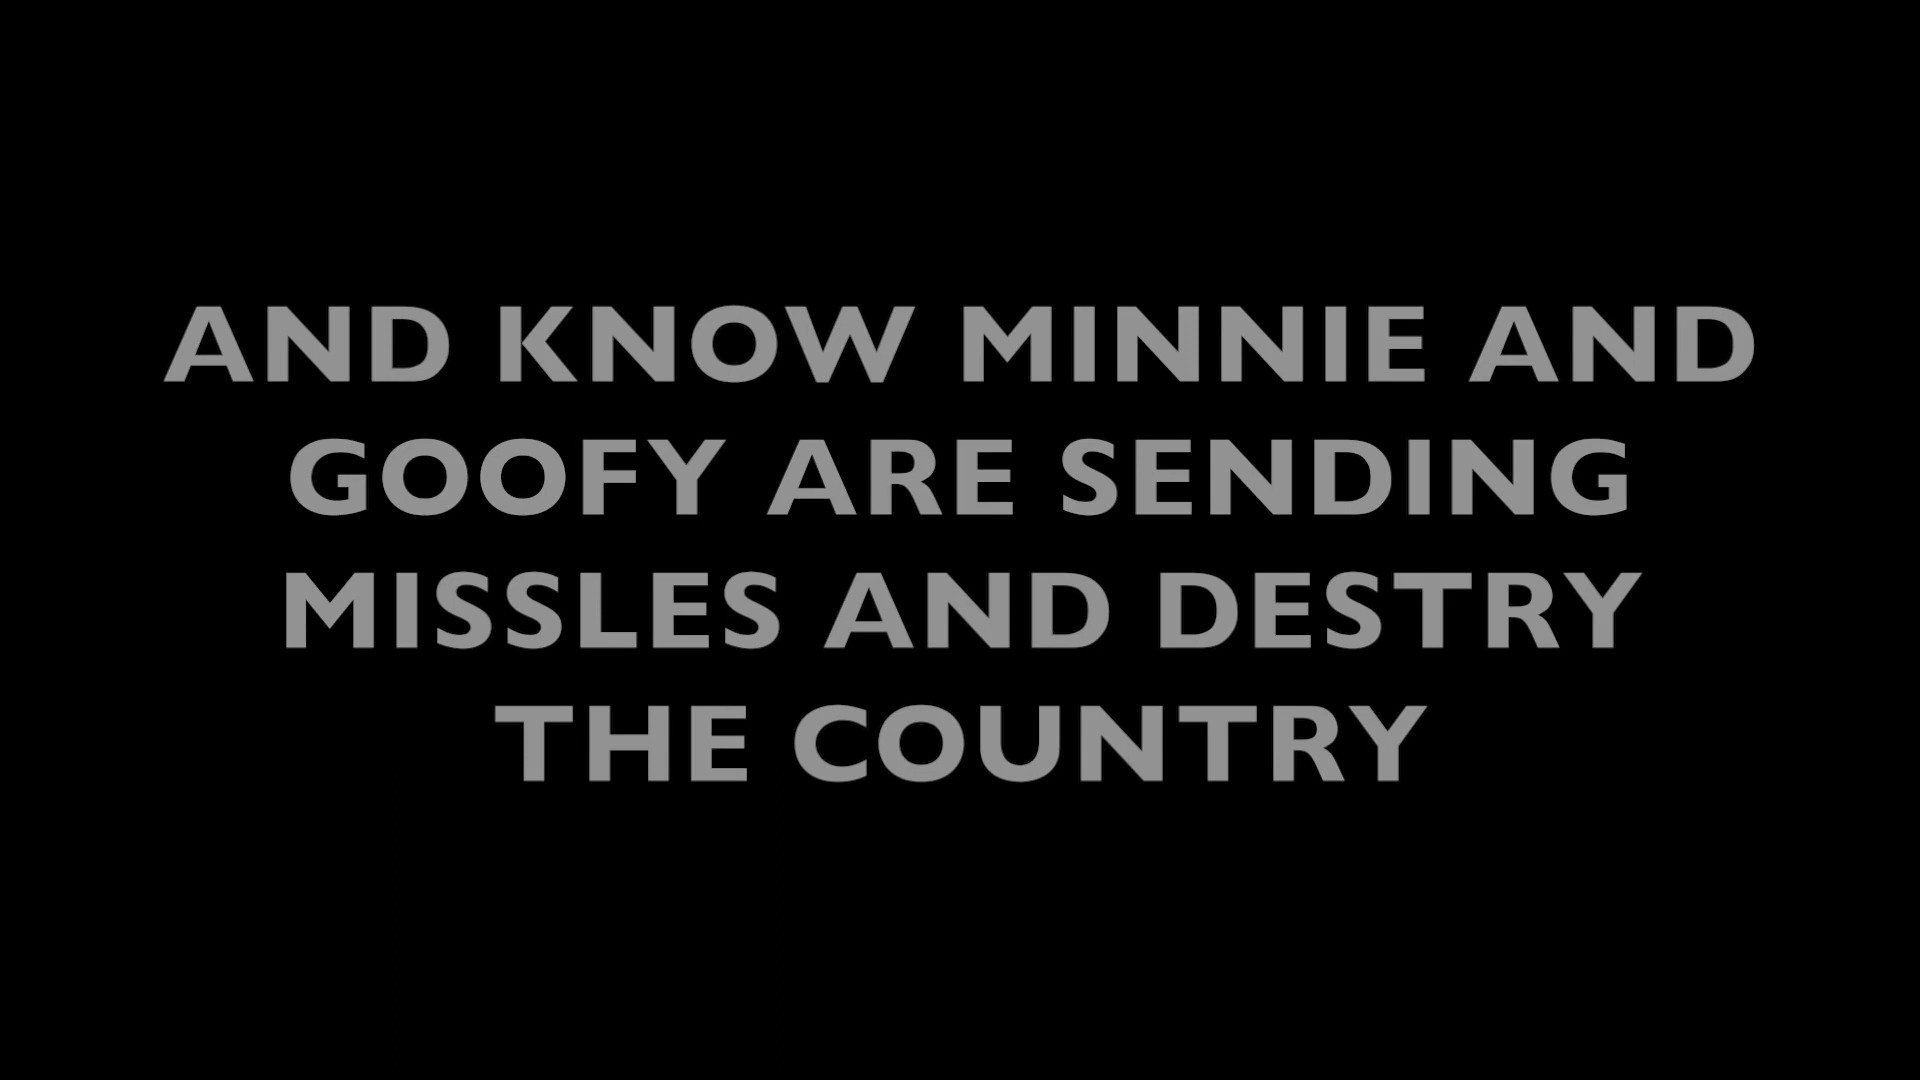 AND KNOW MINNIE AND
GOOFY ARE SENDING
MISSLES AND DESTRY
THE COUNTRY